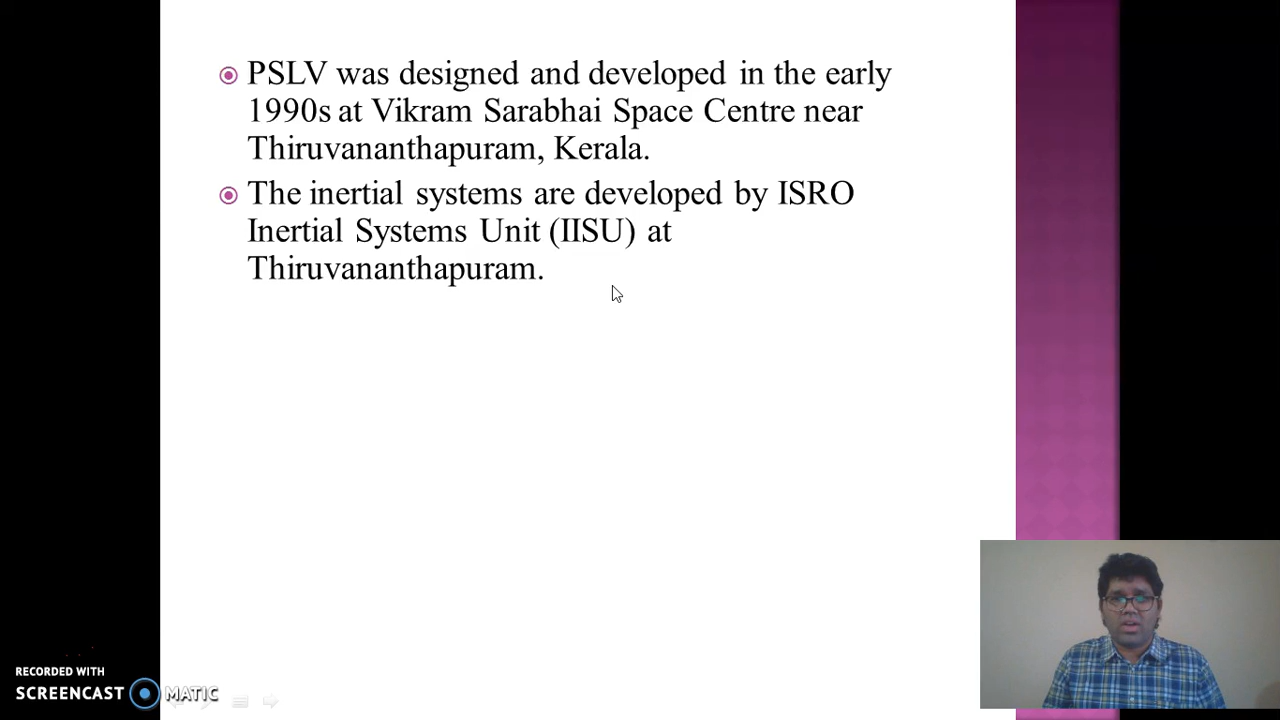 PSLV was designed and developed in the early
1990s at Vikram Sarabhai Space Centre near
Thiruvananthapuram, Kerala.
The inertial systems are developed by ISRO
Inertial Systems Unit (IISU) at
Thiruvananthapuram.
RECORDED WITH
SCREENCAST MATIC